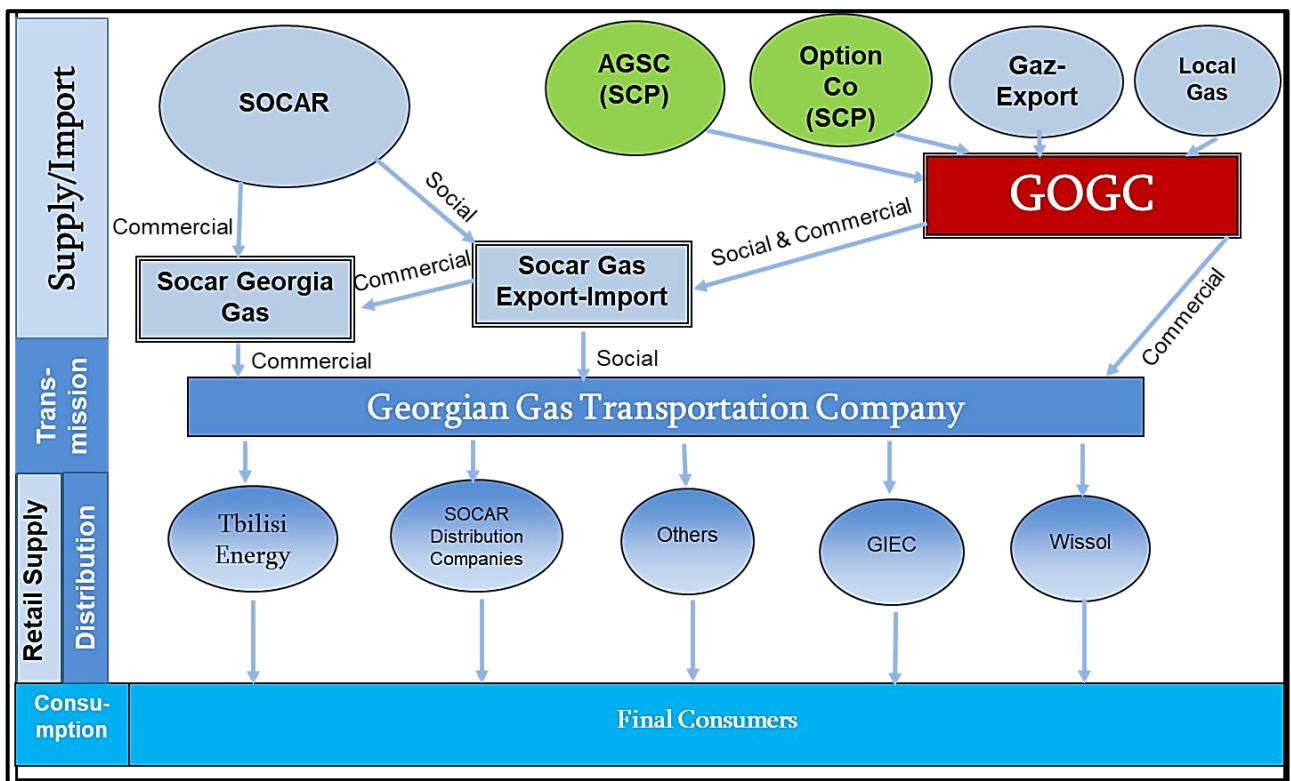 Supply/Import
SOCAR
AGSC
(SCP)
Option
Co
(SCP)
Gaz-
Export
Local
Gas
GOGC
Commercial
Social
Commercial
Social & Commercial
Commercial
Socar Georgia
Gas
Socar Gas
Export-Import
Commercial
Social
Trans-
mission
Georgian Gas Transportation Company
Retail Supply
Distribution
Tbilisi
Energy
SOCAR
Distribution
Companies
Others
GIEC
Wissol
Consu-
mption
Final Consumers